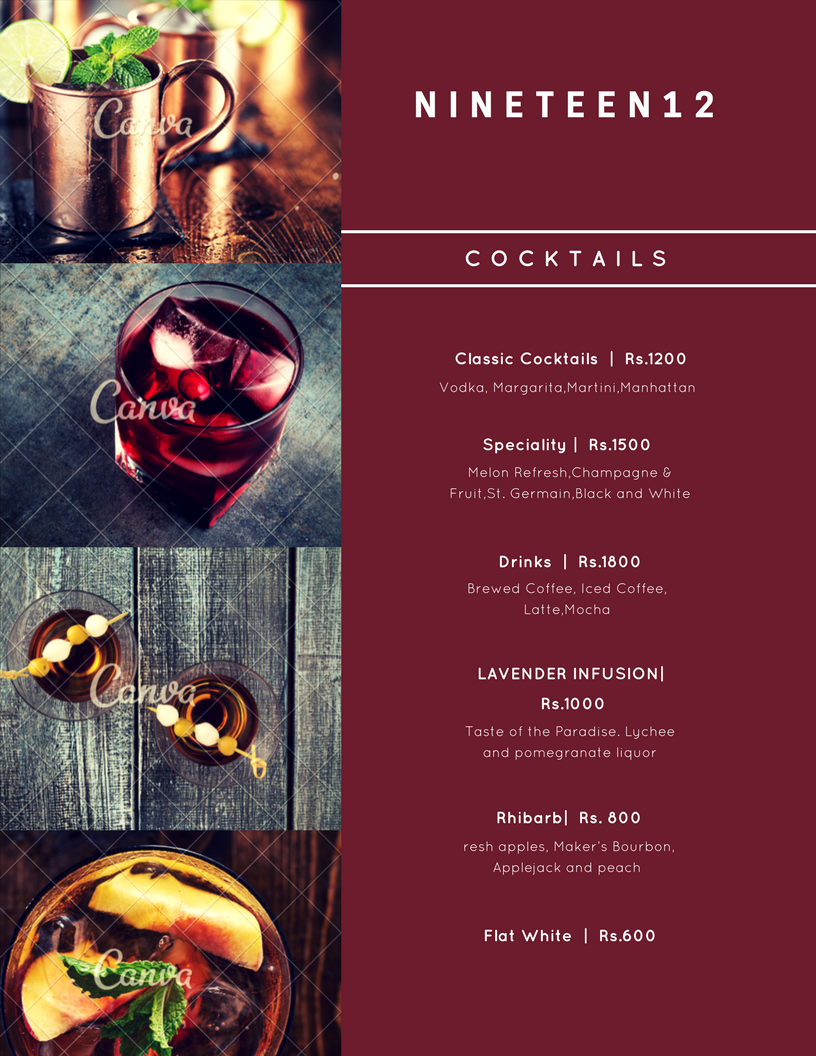 Canva
Canva
Canva
Canva
NINETEEN12
COCKTAILS
Classic Cocktails | Rs.1200
Vodka, Margarita,Martini,Manhattan
Speciality | Rs.1500
Melon Refresh,Champagne &
Fruit,St. Germain,Black and White
Drinks | Rs.1800
Brewed Coffee, Iced Coffee,
Latte,Mocha
LAVENDER INFUSION|
Rs.1000
Taste of the Paradise. Lychee
and pomegranate liquor
Rhibarb| Rs. 800
resh apples, Maker's Bourbon,
Applejack and peach
Flat White | Rs.600